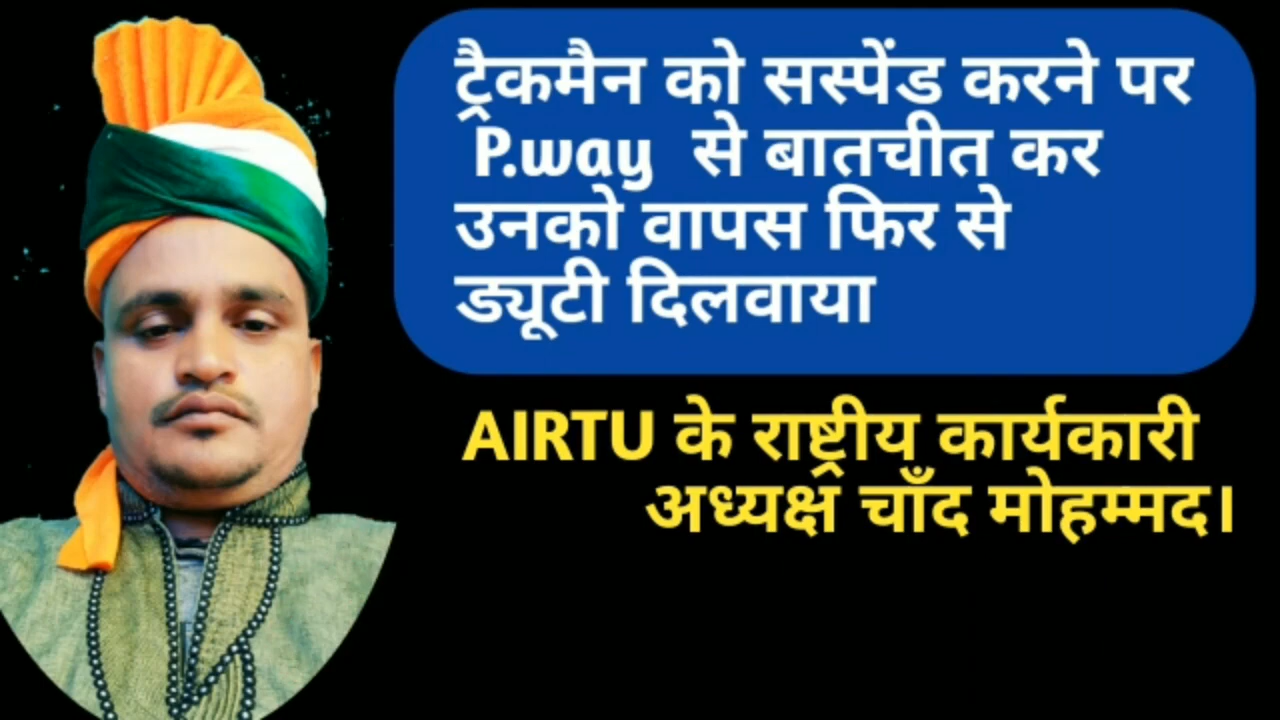 ट्रैकमैन को सस्पेंड करने पर
P.way से बातचीत कर
उनको वापस फिर से
ड्यूटी दिलवाया
AIRTU के राष्ट्रीय कार्यकारी
अध्यक्ष चाँद मोहम्मद।